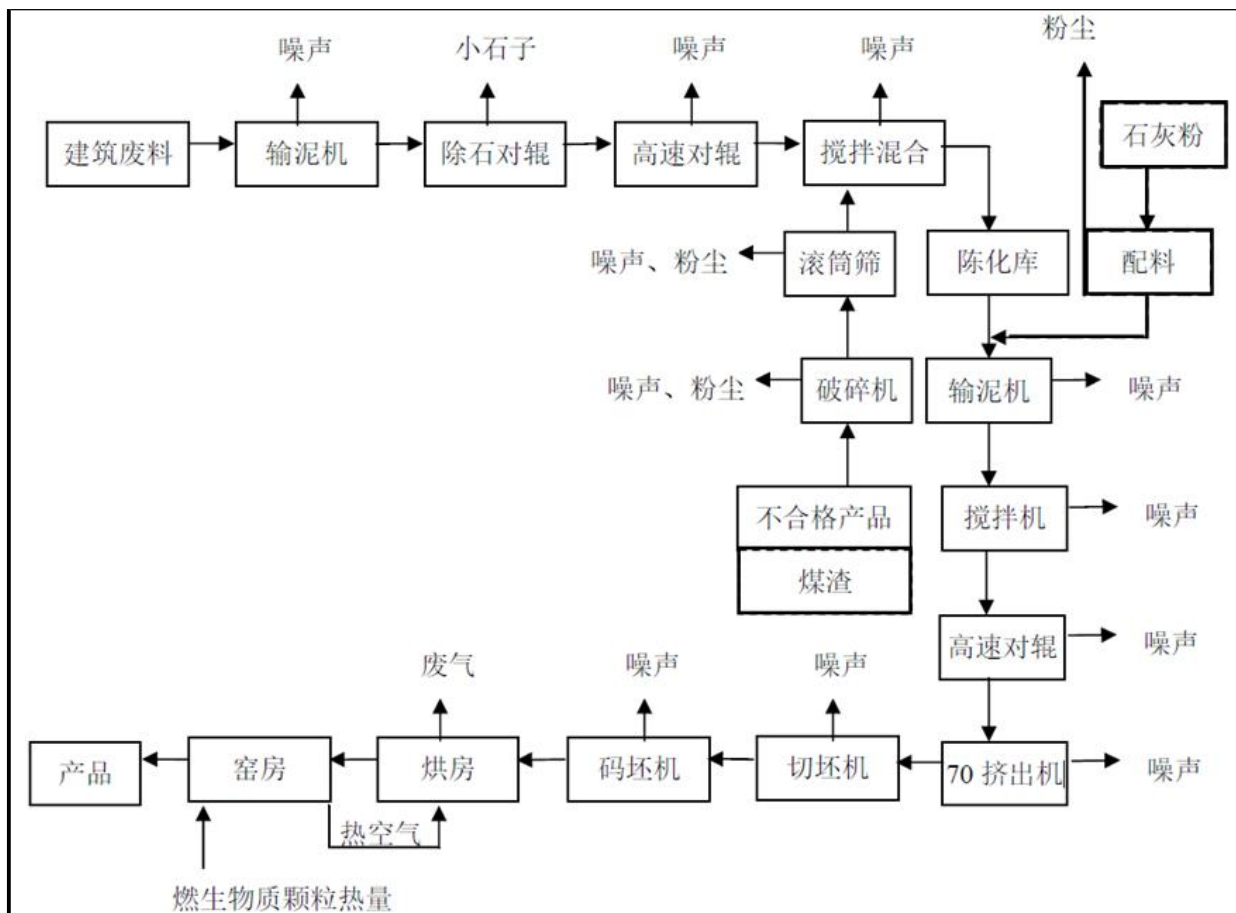 粉尘
噪声
小石子
噪声
噪声
建筑废料
输泥机
除石对辊
高速对辊
搅拌混合
石灰粉
噪声、粉尘
滚筒筛
陈化库
配料
噪声、粉尘
破碎机
输泥机
噪声
不合格产品
搅拌机
噪声
煤渣
高速对辊
噪声
废气
噪声
噪声
产品
窑房
烘房
码坯机
切坯机
70挤出机
噪声
热空气
燃生物质颗粒热量